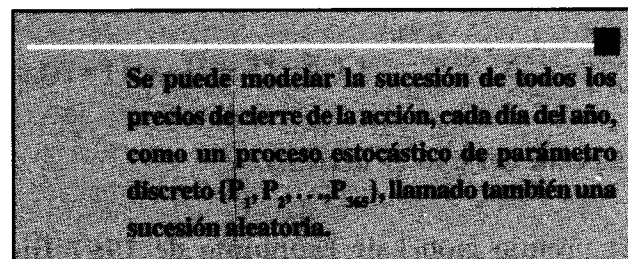 Se puede modelar la sucesión de todos los
precios de cierre de la acción, cada día del año,
como un proceso estocástico de parámetro
discreto {P₁, P₂, . . .,P₃₆₅}, llamado también una
sucesión aleatoria.